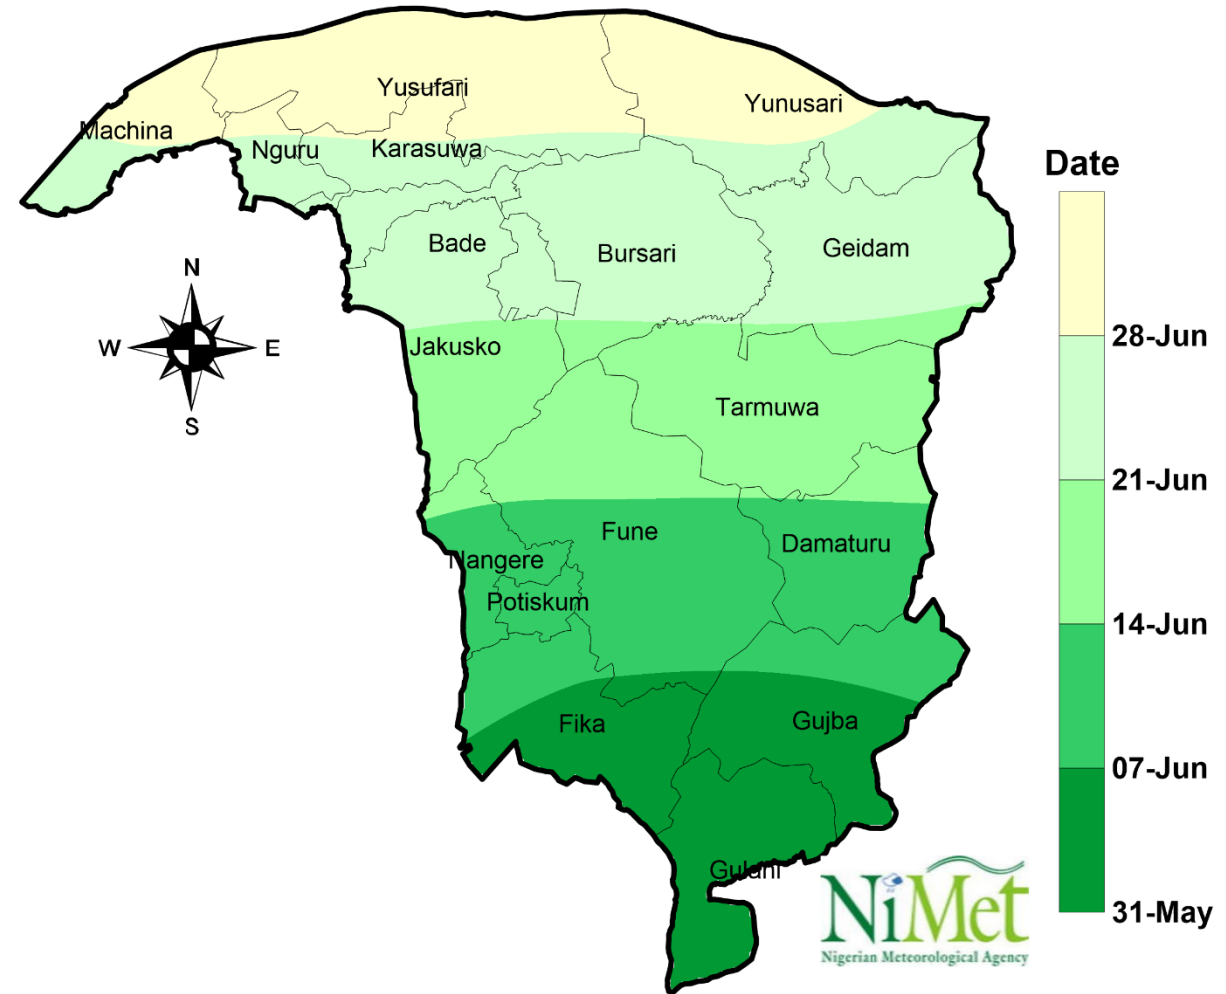 Yusufari
Yunusari
Machina
Nguru
Karasuwa
Bade
Bursari
Geidam
Jakusko
Tarmuwa
Fune
Damaturu
Nangere
Potiskum
Fika
Gujba
Gulani
N
W
E
S
Date
28-Jun
21-Jun
14-Jun
07-Jun
31-May
NiMet
Nigerian Meteorological Agency